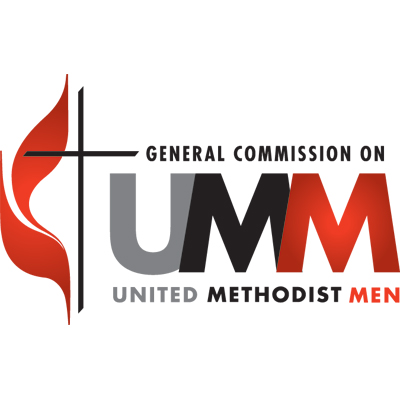 GENERAL COMMISSION ON
UMM
UNITED METHODIST MEN